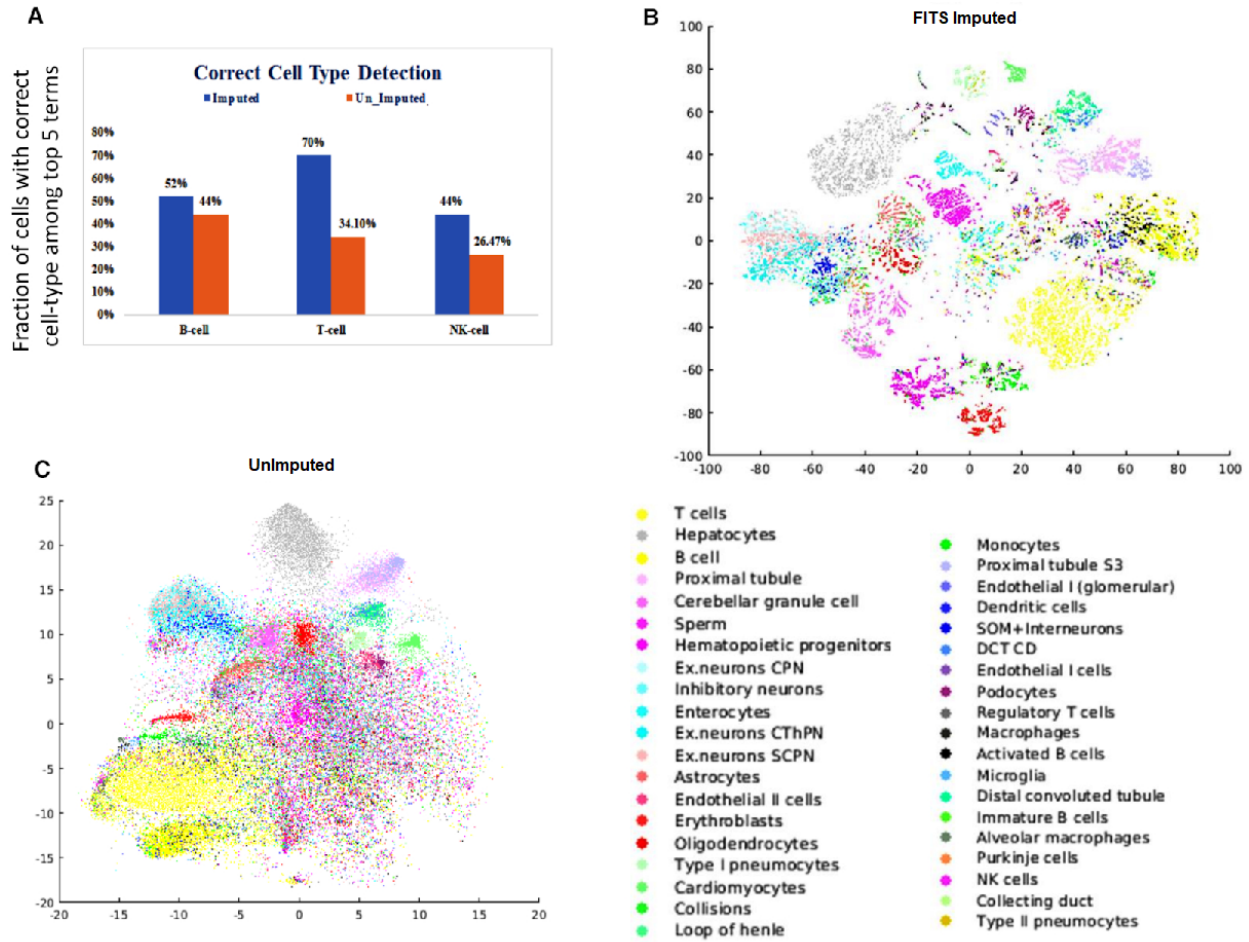 A
Fraction of cells with correct
cell-type among top 5 terms
Correct Cell Type Detection
Imputed Un_Imputed
80%
70%
60%
50%
40%
30%
20%
10%
0%
52%
44%
70%
34.10%
44%
26.47%
B-cell T-cell NK-cell
B
FITS Imputed
100
80
60
40
20
0
-20
-40
-60
-80
-100
-100 -80 -60 -40 -20 0 20 40 60 80 100
C
UnImputed
25
20
15
10
5
0
-5
-10
-15
-20
-20 -15 -10 -5 0 5 10 15 20
T cells
Hepatocytes
B cell
Proximal tubule
Cerebellar granule cell
Sperm
Hematopoietic progenitors
Ex.neurons CPN
Inhibitory neurons
Enterocytes
Ex.neurons CThPN
Ex.neurons SCPN
Astrocytes
Endothelial II cells
Erythroblasts
Oligodendrocytes
Type I pneumocytes
Cardiomyocytes
Collisions
Loop of henle
Monocytes
Proximal tubule S3
Endothelial I (glomerular)
Dendritic cells
SOM+Interneurons
DCT CD
Endothelial I cells
Podocytes
Regulatory T cells
Macrophages
Activated B cells
Microglia
Distal convoluted tubule
Immature B cells
Alveolar macrophages
Purkinje cells
NK cells
Collecting duct
Type II pneumocytes